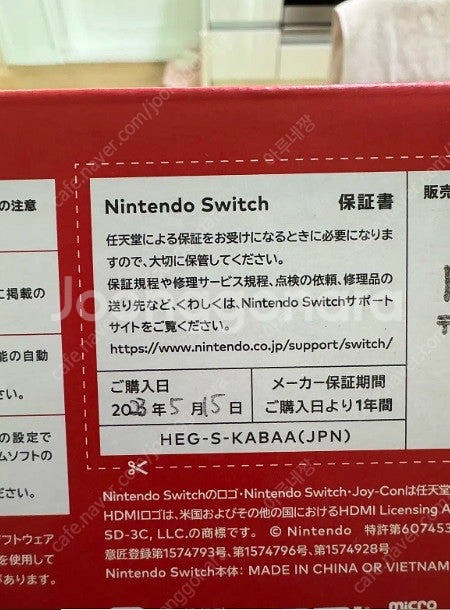 の注意
に掲載の
能の自動
さい。
の設定で
ムソフトの
ソフトウェア
を使用して
があります。
Nintendo Switch 保証書
任天堂による保証をお受けになるときに必要になりま
すので、大切に保管してください。
保証規程や修理サービス規程、点検の依頼、修理品の
送り先など、くわしくは、Nintendo Switchサポート
サイトをご覧ください。
https://www.nintendo.co.jp/support/switch/
ご購入日
2023年5月15日
メーカー保証期間
ご購入日より1年間
HEG-S-KABAA(JPN)
販売
Nintendo Switchのロゴ・Nintendo Switch・Joy-Conは任天堂
HDMIロゴは、米国およびその他の国におけるHDMI Licensing A
SD-3C, LLC.の商標です。 © Nintendo 特許第607453
意匠登録第1574793号、第1574796号、第1574928号
Nintendo Switch本体: MADE IN CHINA OR VIETNAM
micro
Joonggonara
cafe.naver.com/joonggonara